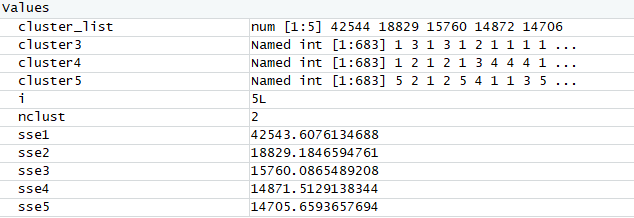 Values
cluster_list num [1:5] 42544 18829 15760 14872 14706
cluster3 Named int [1:683] 1 3 1 3 1 2 1 1 1 1 ...
cluster4 Named int [1:683] 1 2 1 2 1 3 4 4 4 1 ...
cluster5 Named int [1:683] 5 2 1 2 5 4 1 1 3 5 ...
i 5L
nclust 2
sse1 42543.6076134688
sse2 18829.1846594761
sse3 15760.0865489208
sse4 14871.5129138344
sse5 14705.6593657694